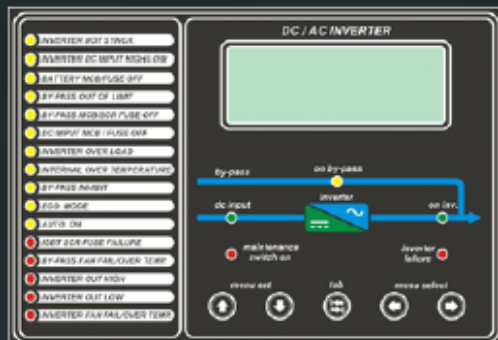 INVERTER NOT SYNCH.
INVERTER DC INPUT HIGH/LOW
BATTERY MCB/FUSE OFF
BY-PASS OUT OF LIMIT
BY-PASS MCB/SCR FUSE OFF
DC INPUT MCB / FUSE OFF
INVERTER OVER LOAD
INTERNAL OVER TEMPERATURE
BY-PASS INHIBIT
ECO. MODE
AUTO. ON
IGBT SCR-FUSE FAILURE
BY-PASS FAN FAIL/OVER TEMP.
INVERTER OUT HIGH
INVERTER OUT LOW
INVERTER FAN FAIL/OVER TEMP.
DC / AC INVERTER
by-pass
on by-pass
dc input
inverter
on inv.
maintenance
switch on
inverter
failure
menu sel
tab
menu select